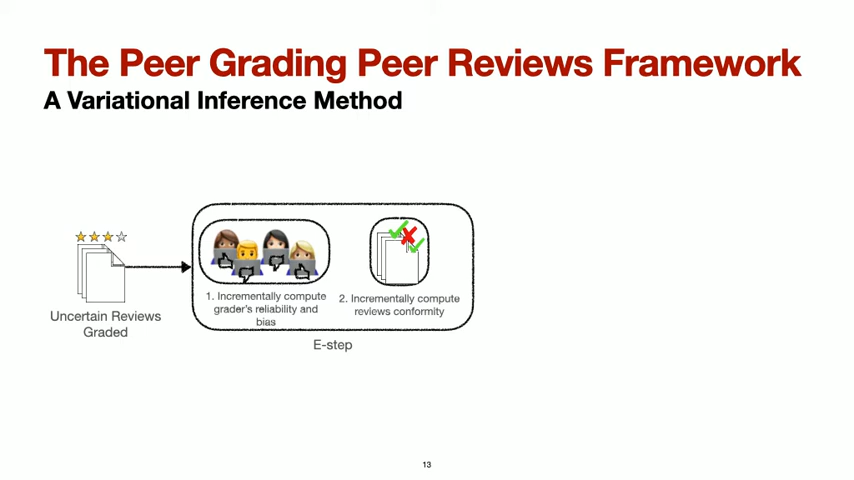 The Peer Grading Peer Reviews Framework
A Variational Inference Method
Uncertain Reviews
Graded
1. Incrementally compute
grader's reliability and
bias
2. Incrementally compute
reviews conformity
E-step
13